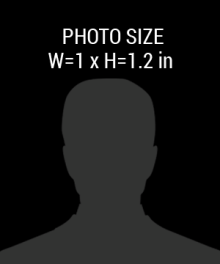 PHOTO SIZE
W=1 x H=1.2 in